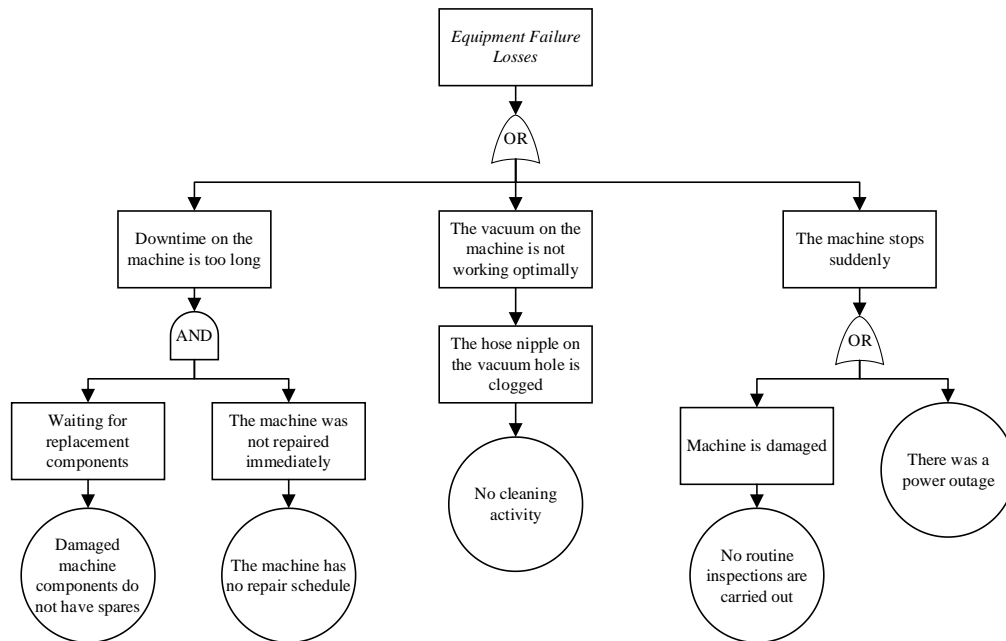 Equipment Failure
Losses
OR
Downtime on the
machine is too long
The vacuum on the
machine is not
working optimally
The machine stops
suddenly
AND
The hose nipple on
the vacuum hole is
clogged
OR
Waiting for
replacement
components
The machine was
not repaired
immediately
Machine is damaged
There was a
power outage
No cleaning
activity
Damaged
machine
components do
not have spares
The machine has
no repair schedule
No routine
inspections are
carried out